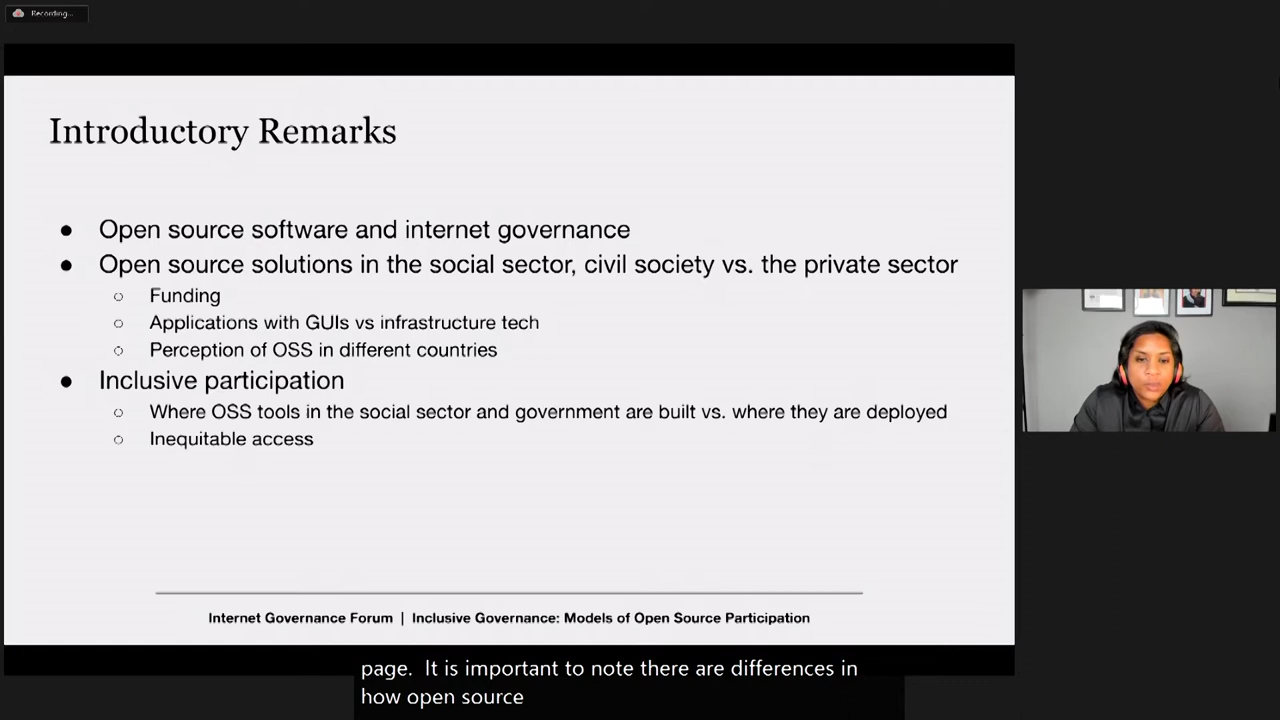 Recording...
Introductory Remarks
● Open source software and internet governance
● Open source solutions in the social sector, civil society vs. the private sector
○ Funding
○ Applications with GUIs vs infrastructure tech
○ Perception of OSS in different countries
● Inclusive participation
○ Where OSS tools in the social sector and government are built vs. where they are deployed
○ Inequitable access
Internet Governance Forum | Inclusive Governance: Models of Open Source Participation
page. It is important to note there are differences in
how open source